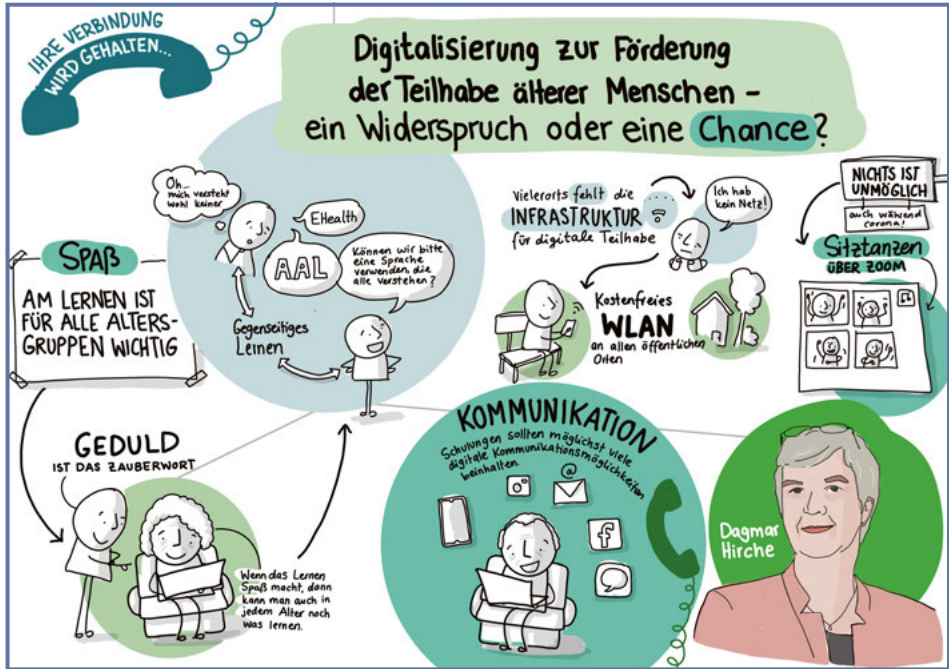 IHRE VERBINDUNG
WIRD GEHALTEN...
Digitalisierung zur Förderung
der Teilhabe älterer Menschen –
ein Widerspruch oder eine Chance?
SPAß
AM LERNEN IST
FÜR ALLE ALTERS-
GRUPPEN WICHTIG
Oh...
mich versteht
wohl keiner
EHealth
AAL
Können wir bitte
eine Sprache
verwenden, die
alle verstehen?
Gegenseitiges
Lernen
Vielerorts fehlt die
INFRASTRUKTUR
für digitale Teilhabe
Ich hab
kein Netz!
Kostenfreies
WLAN
an allen öffentlichen
Orten
NICHTS IST
UNMÖGLICH
auch während
corona!
Sitztanzen
ÜBER ZOOM
GEDULD
IST DAS ZAUBERWORT
Wenn das Lernen
Spaß macht, dann
kann man auch in
jedem Alter noch
was lernen.
KOMMUNIKATION
Schulungen sollten möglichst viele
digitale Kommunikationsmöglichkeiten
beinhalten
@
f
Dagmar
Hirche